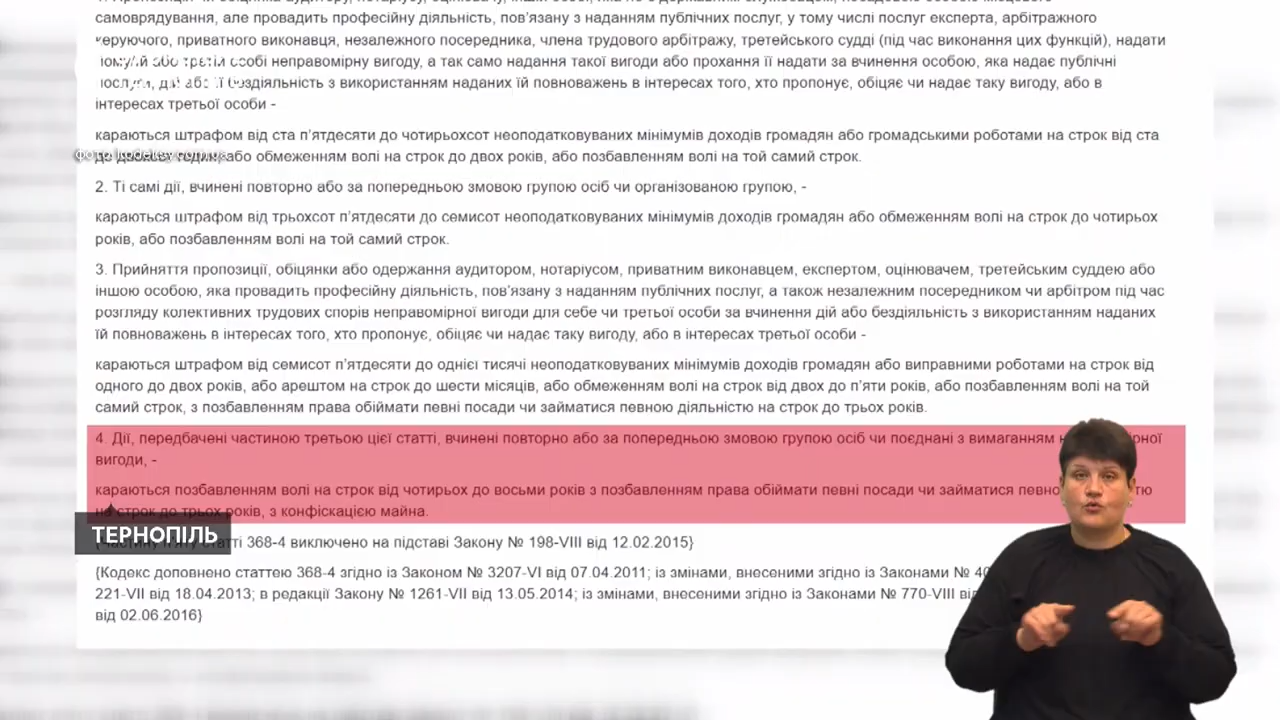 самоврядування, але провадить професійну діяльність, пов’язану з наданням публічних послуг, у тому числі послуг експерта, арбітражного
керуючого, приватного виконавця, незалежного посередника, члена трудового арбітражу, третейського судді (під час виконання цих функцій), надати
особі неправомірну вигоду, а так само надання такої вигоди або прохання її надати за вчинення особою, яка надає публічні
бездіяльність з використанням наданих їй повноважень в інтересах того, хто пропонує, обіцяє чи надає таку вигоду, або в
інтересах третьої особи -
караються штрафом від ста п’ятдесяти до чотирьохсот неоподатковуваних мінімумів доходів громадян або громадськими роботами на строк від ста
або обмеженням волі на строк до двох років, або позбавленням волі на той самий строк.
2. Ті самі дії, вчинені повторно або за попередньою змовою групою осіб чи організованою групою, -
караються штрафом від трьохсот п’ятдесяти до семисот неоподатковуваних мінімумів доходів громадян або обмеженням волі на строк до чотирьох
років, або позбавленням волі на той самий строк.
3. Прийняття пропозиції, обіцянки або одержання аудитором, нотаріусом, приватним виконавцем, експертом, оцінювачем, третейським суддею або
іншою особою, яка провадить професійну діяльність, пов’язану з наданням публічних послуг, а також незалежним посередником чи арбітром під час
розгляду колективних трудових спорів неправомірної вигоди для себе чи третьої особи за вчинення дій або бездіяльність з використанням наданих
їй повноважень в інтересах того, хто пропонує, обіцяє чи надає таку вигоду, або в інтересах третьої особи -
караються штрафом від семисот п’ятдесяти до однієї тисячі неоподатковуваних мінімумів доходів громадян або виправними роботами на строк від
одного до двох років, або арештом на строк до шести місяців, або обмеженням волі на строк від двох до п’яти років, або позбавленням волі на той
самий строк, з позбавленням права обіймати певні посади чи займатися певною діяльністю на строк до трьох років.
4. Дії, передбачені частиною третьою цієї статті, вчинені повторно або за попередньою змовою групою осіб чи поєднані з вимаганням
вигоди, -
караються позбавленням волі на строк від чотирьох до восьми років з позбавленням права обіймати певні посади чи займатися
на строк до трьох років, з конфіскацією майна.
ТЕРНОПІЛЬ
статті 368-4 виключено на підставі Закону № 198-VIII від 12.02.2015}
{Кодекс доповнено статтею 368-4 згідно із Законом № 3207-VI від 07.04.2011; із змінами, внесеними згідно із Законами №
221-VII від 18.04.2013; в редакції Закону № 1261-VII від 13.05.2014; із змінами, внесеними згідно із Законами № 770-VIII
від 02.06.2016}